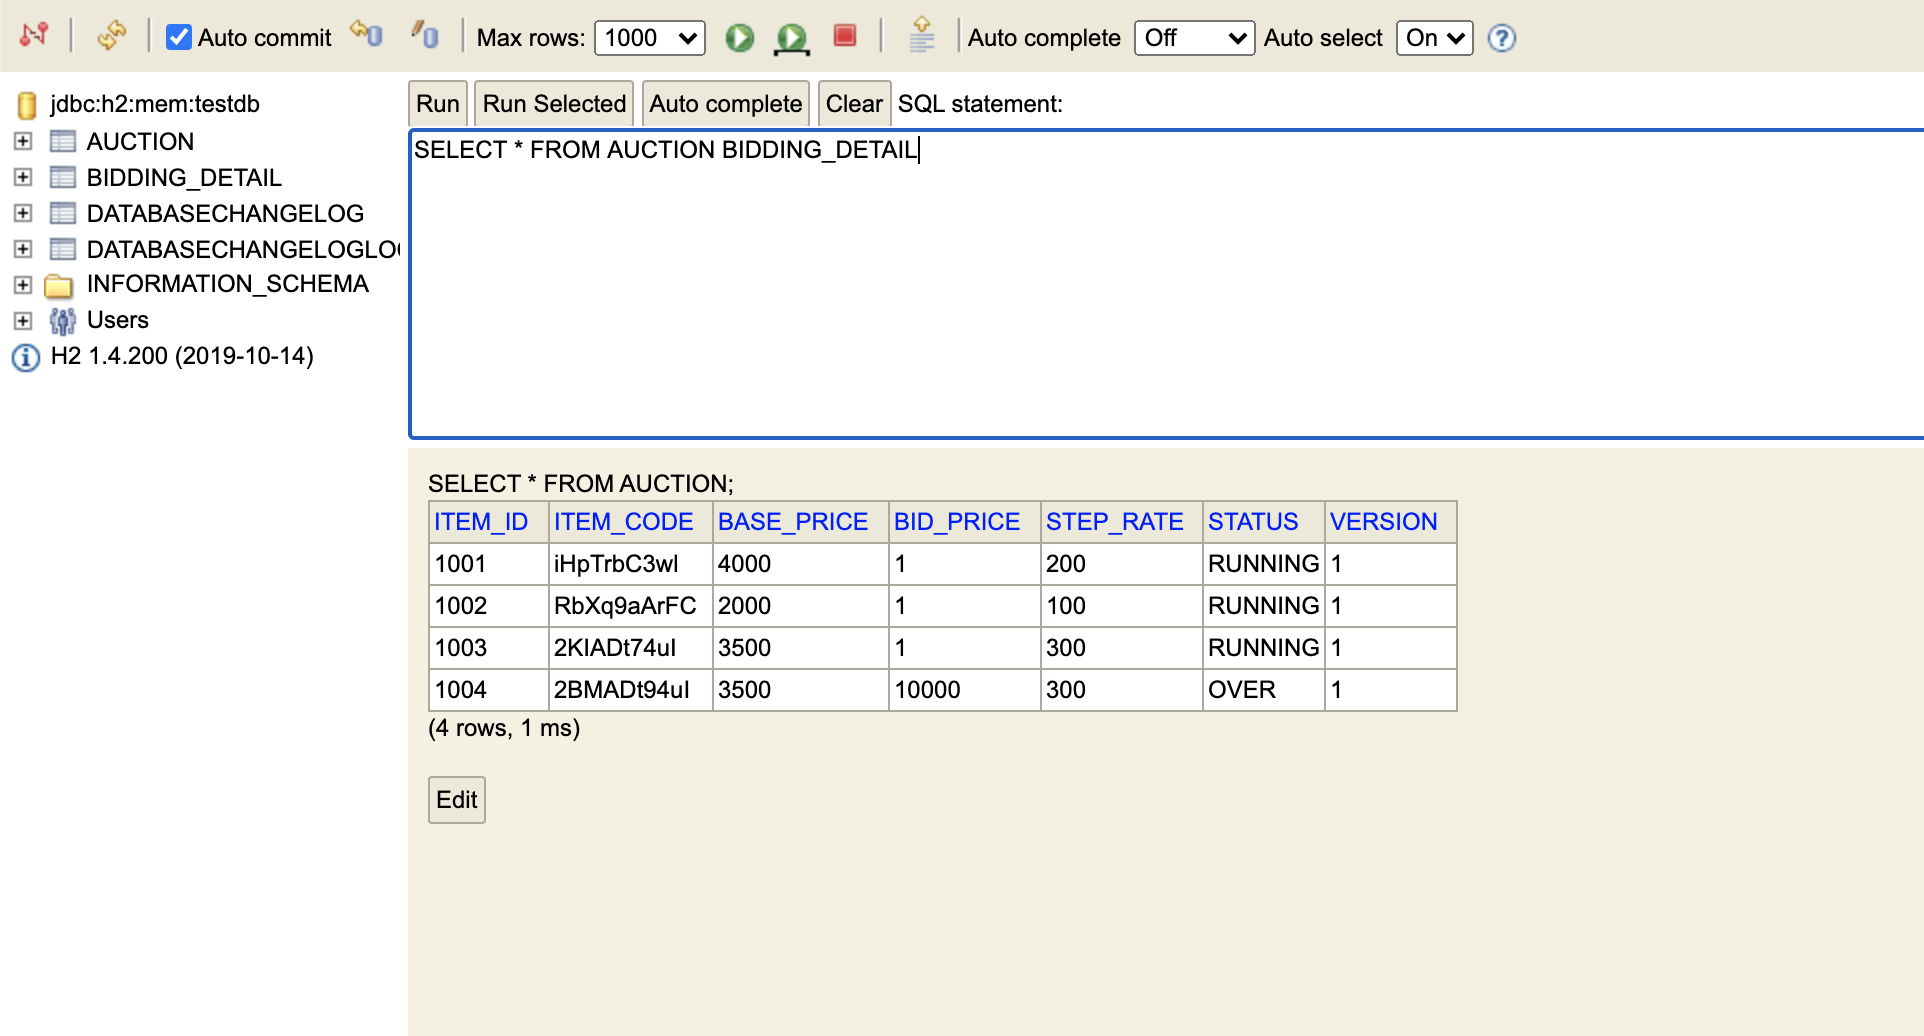 Auto commit Max rows: 1000 Auto complete Off Auto select On ?
jdbc:h2:mem:testdb
AUCTION
BIDDING_DETAIL
DATABASECHANGELOG
DATABASECHANGELOGLO
INFORMATION_SCHEMA
Users
H2 1.4.200 (2019-10-14)
Run Run Selected Auto complete Clear SQL statement:
SELECT * FROM AUCTION BIDDING_DETAIL
SELECT * FROM AUCTION;
ITEM_ID ITEM_CODE BASE_PRICE BID_PRICE STEP_RATE STATUS VERSION
1001 iHpTrbC3wI 4000 1 200 RUNNING 1
1002 RbXq9aArFC 2000 1 100 RUNNING 1
1003 2KIADt74uI 3500 1 300 RUNNING 1
1004 2BMADt94uI 3500 10000 300 OVER 1
(4 rows, 1 ms)
Edit